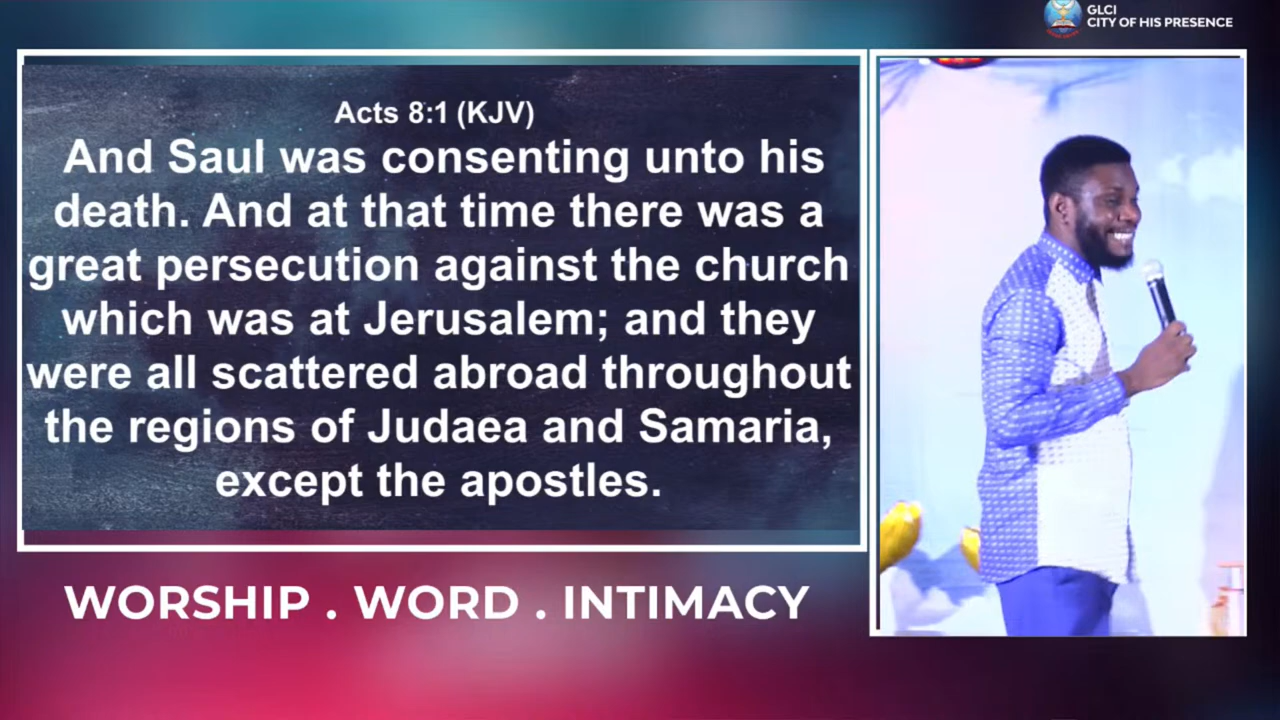 GLCI
CITY OF HIS PRESENCE
Acts 8:1 (KJV)
And Saul was consenting unto his
death. And at that time there was a
great persecution against the church
which was at Jerusalem; and they
were all scattered abroad throughout
the regions of Judaea and Samaria,
except the apostles.
WORSHIP . WORD . INTIMACY